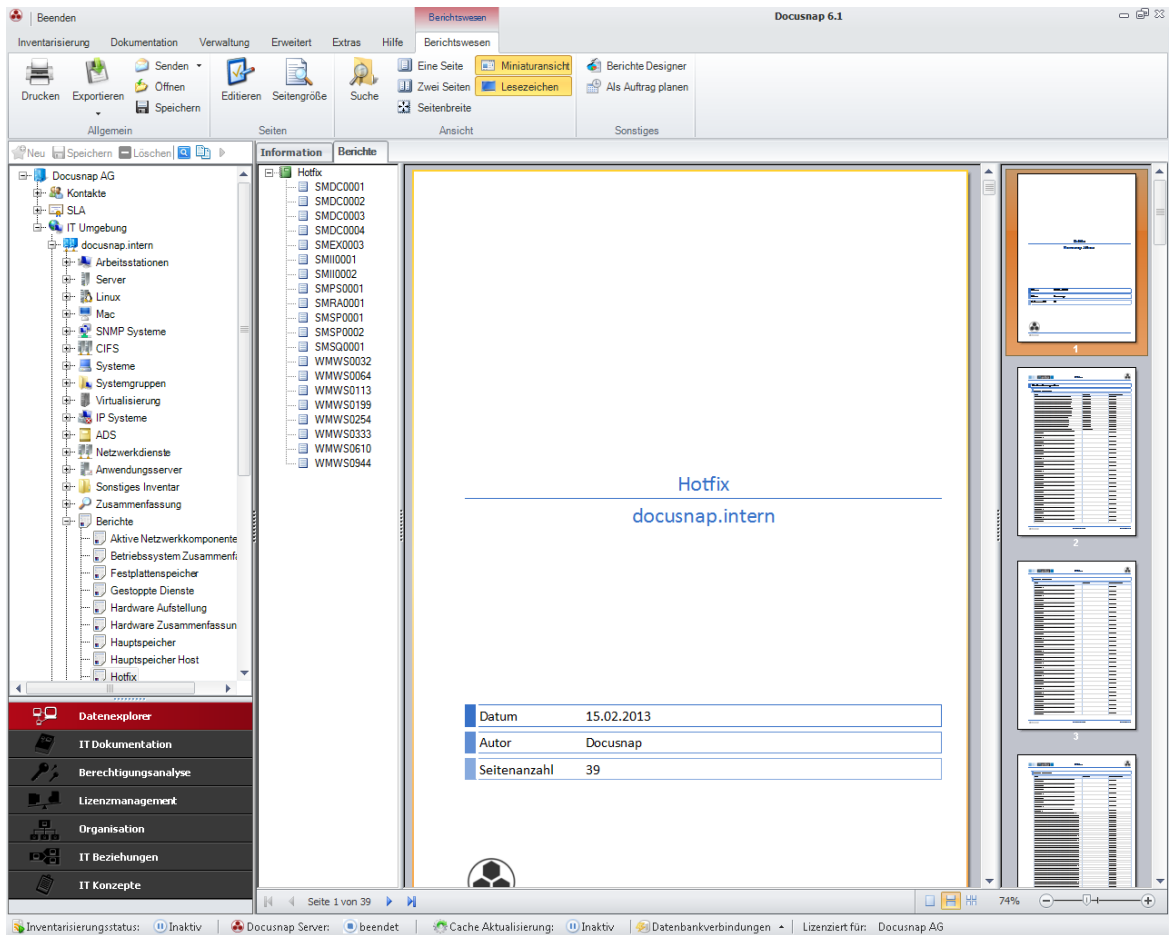 Beenden
Berichtswesen
Docusnap 6.1
Inventarisierung Dokumentation Verwaltung Erweitert Extras Hilfe Berichtswesen
Drucken
Exportieren
Senden
Öffnen
Speichern
Allgemein
Editieren
Seitengröße
Seiten
Suche
Eine Seite
Zwei Seiten
Seitenbreite
Miniaturansicht
Lesezeichen
Ansicht
Berichte Designer
Als Auftrag planen
Sonstiges
Neu Speichern Löschen
Docusnap AG
Kontakte
SLA
IT Umgebung
docusnap.intern
Arbeitsstationen
Server
Linux
Mac
SNMP Systeme
CIFS
Systeme
Systemgruppen
Virtualisierung
IP Systeme
ADS
Netzwerkdienste
Anwendungsserver
Sonstiges Inventar
Zusammenfassung
Berichte
Aktive Netzwerkkomponente
Betriebssystem Zusammenfa
Festplattenspeicher
Gestoppte Dienste
Hardware Aufstellung
Hardware Zusammenfassun
Hauptspeicher
Hauptspeicher Host
Hotfix
Datenexplorer
IT Dokumentation
Berechtigungsanalyse
Lizenzmanagement
Organisation
IT Beziehungen
IT Konzepte
Information Berichte
Hotfix
SMDC0001
SMDC0002
SMDC0003
SMDC0004
SMEX0003
SMII0001
SMII0002
SMPS0001
SMRA0001
SMSP0001
SMSP0002
SMSQ0001
WMWS0032
WMWS0064
WMWS0113
WMWS0199
WMWS0254
WMWS0333
WMWS0610
WMWS0944
Hotfix
docusnap.intern
Datum 15.02.2013
Autor Docusnap
Seitenanzahl 39
1
2
3
Seite 1 von 39
74%
Inventarisierungsstatus: Inaktiv Docusnap Server: beendet Cache Aktualisierung: Inaktiv Datenbankverbindungen Lizenziert für: Docusnap AG